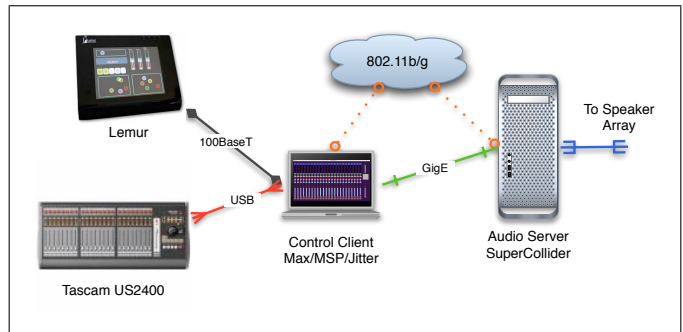 802.11b/g
To Speaker
Array
Lemur
100BaseT
GigE
USB
Control Client
Max/MSP/Jitter
Audio Server
SuperCollider
Tascam US2400